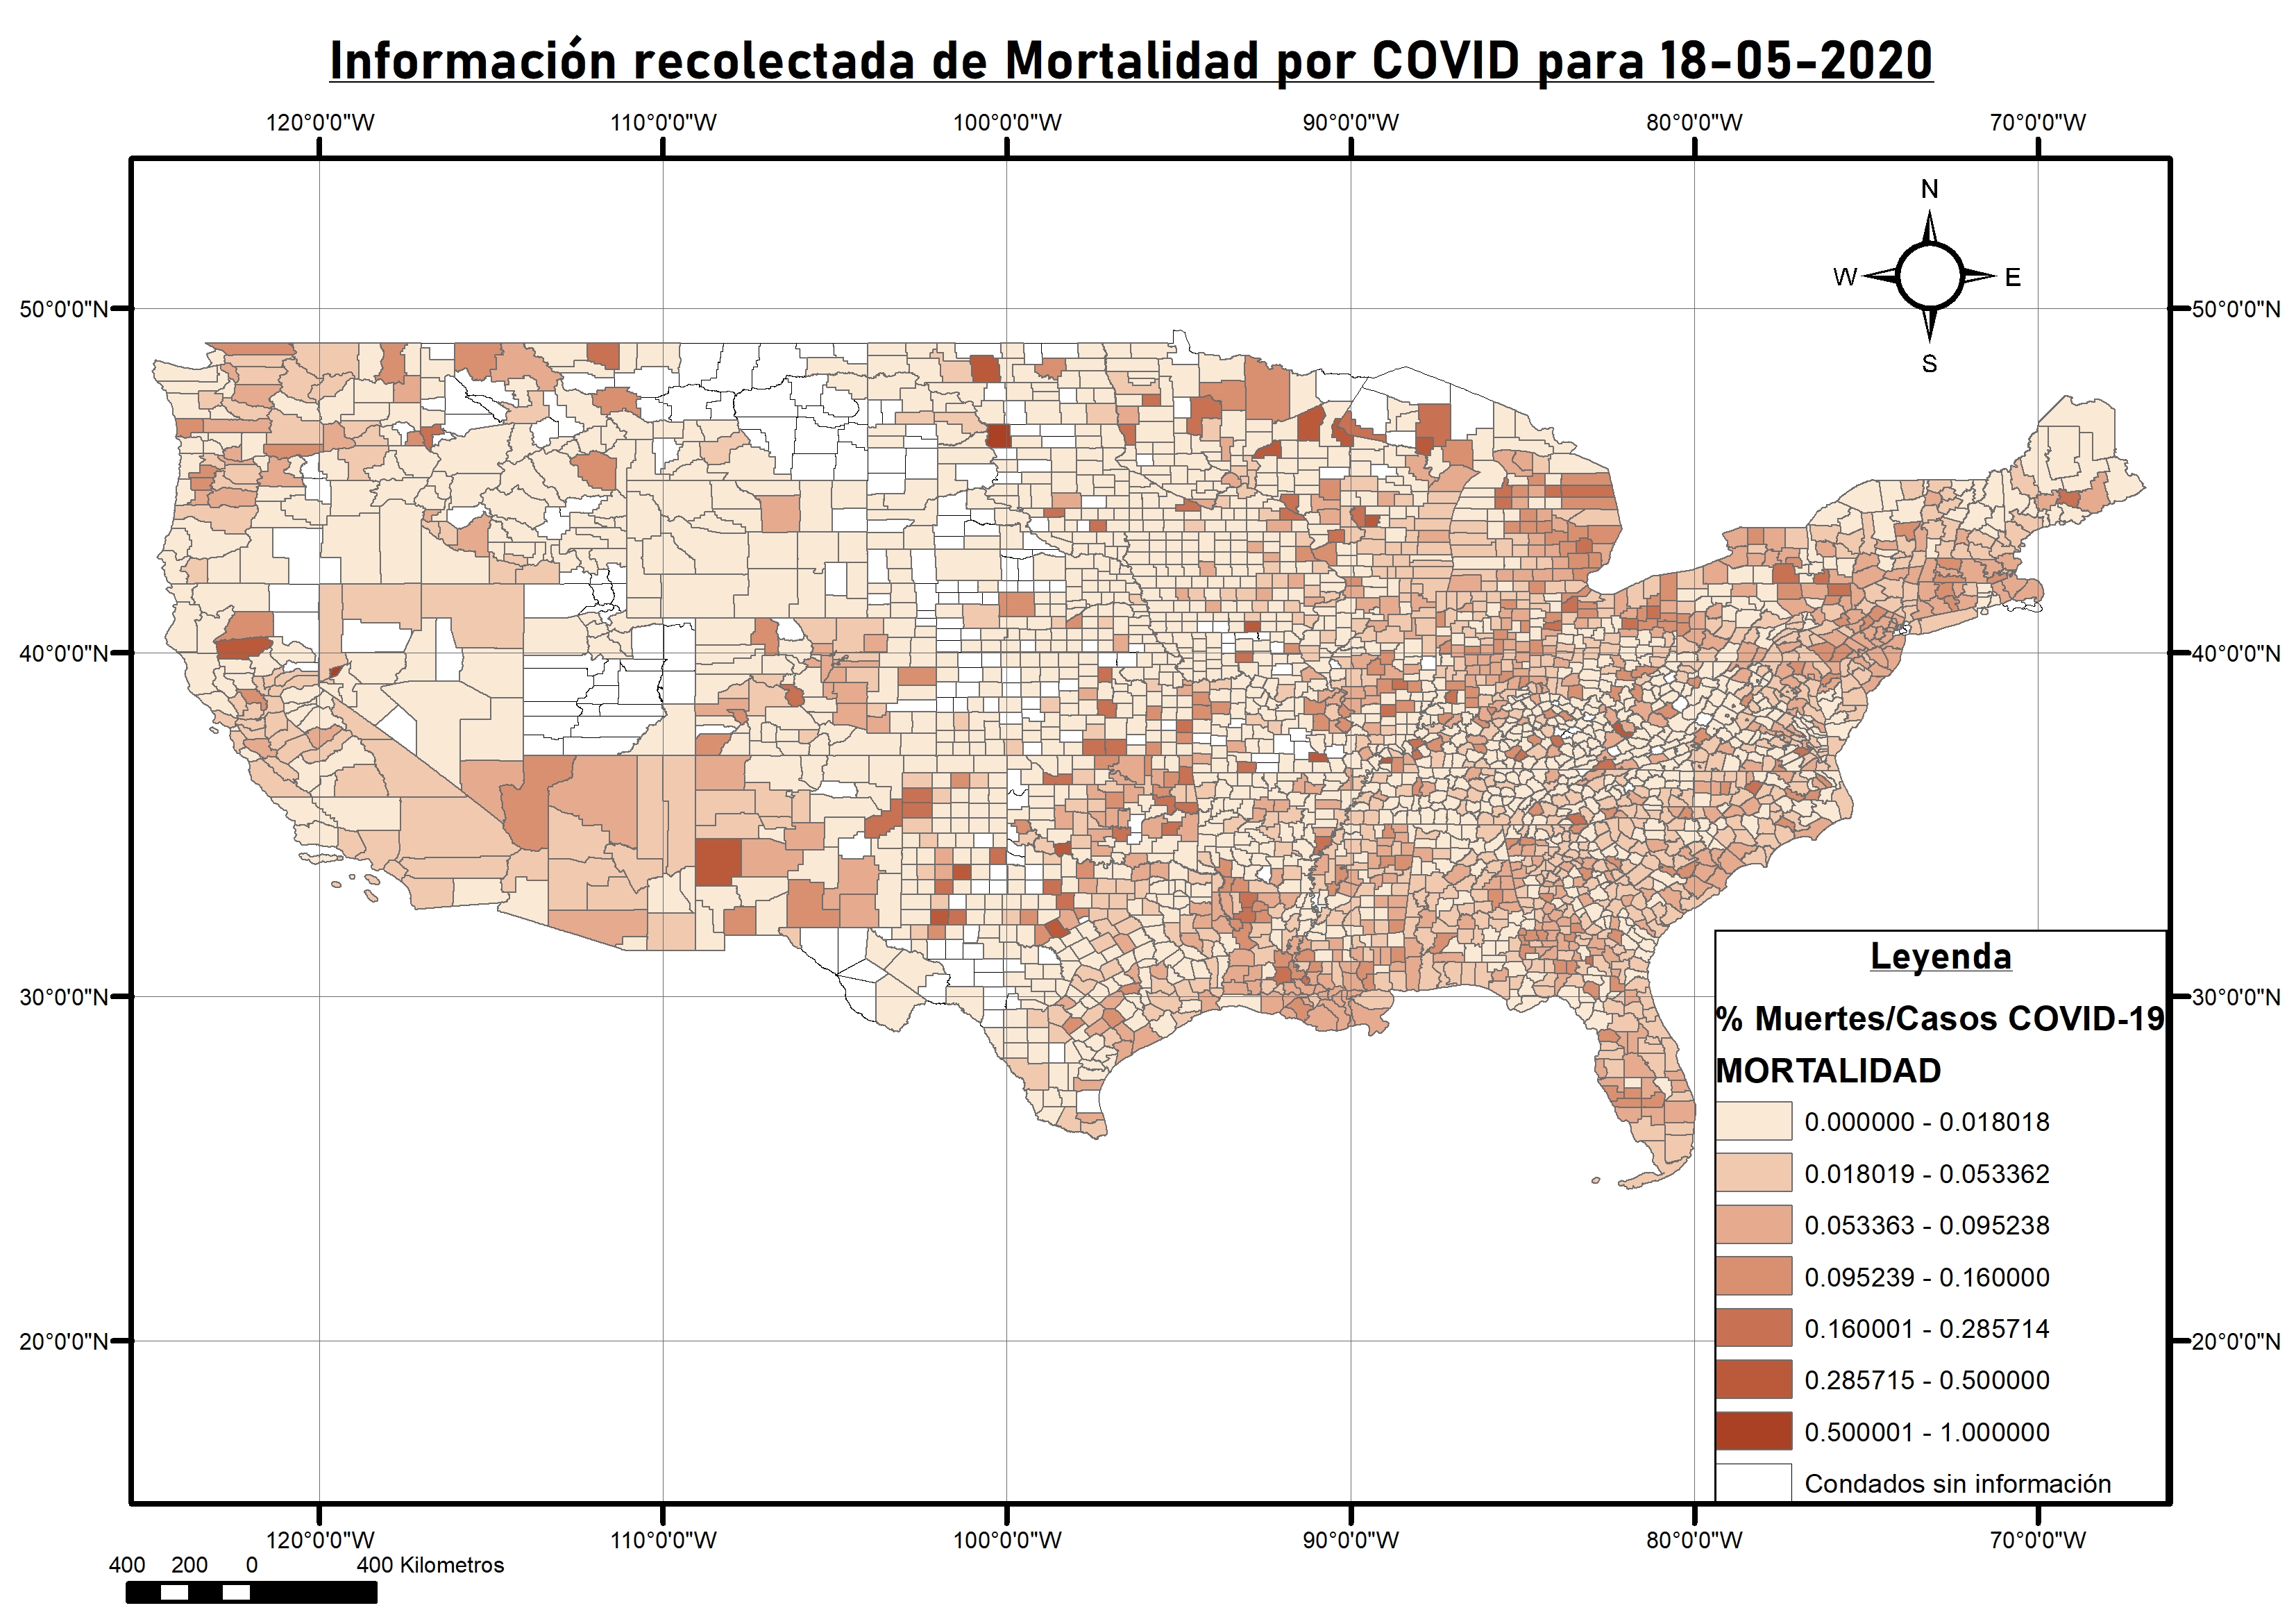 Información recolectada de Mortalidad por COVID para 18-05-2020
120°0'0"W 110°0'0"W 100°0'0"W 90°0'0"W 80°0'0"W 70°0'0"W
N
W E
S
50°0'0"N 50°0'0"N
40°0'0"N 40°0'0"N
30°0'0"N 30°0'0"N
20°0'0"N 20°0'0"N
Leyenda
% Muertes/Casos COVID-19
MORTALIDAD
0.000000 - 0.018018
0.018019 - 0.053362
0.053363 - 0.095238
0.095239 - 0.160000
0.160001 - 0.285714
0.285715 - 0.500000
0.500001 - 1.000000
Condados sin información
120°0'0"W 110°0'0"W 100°0'0"W 90°0'0"W 80°0'0"W 70°0'0"W
400 200 0 400 Kilometros